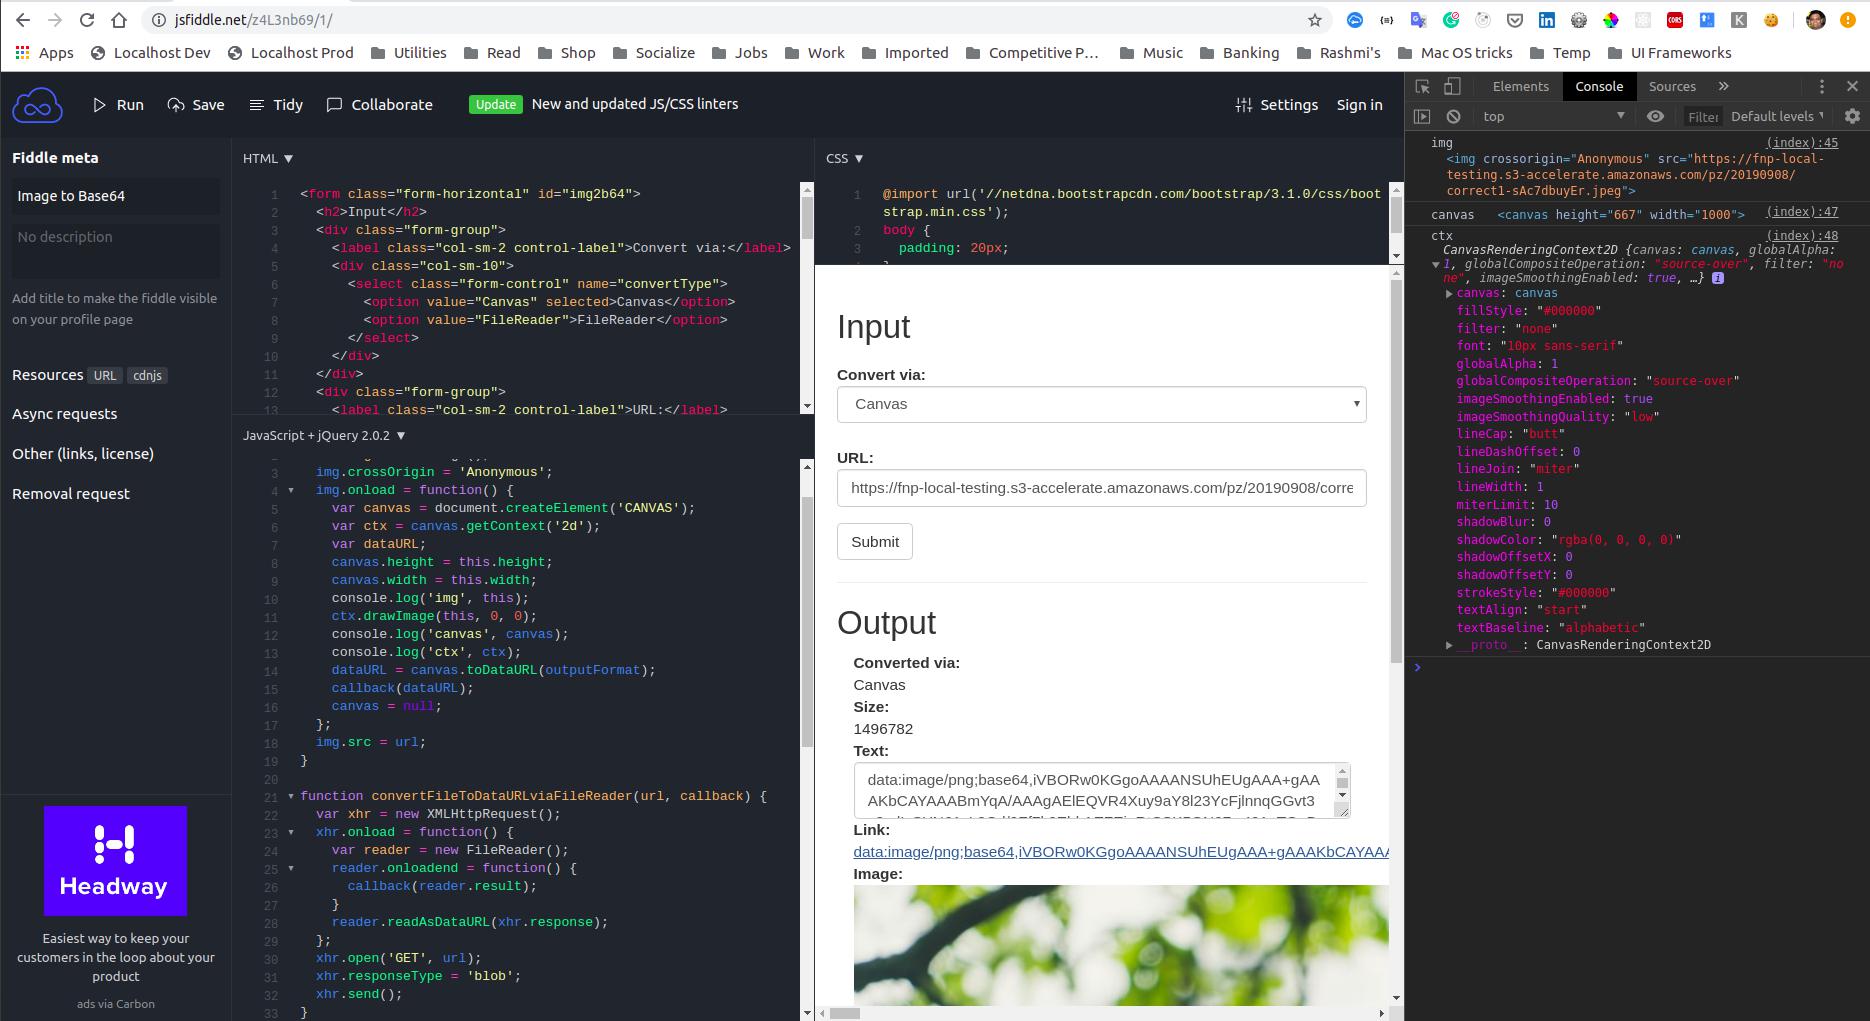 jsfiddle.net/z4L3nb69/1/
Apps Localhost Dev Localhost Prod Utilities Read Shop Socialize Jobs Work Imported Competitive P... Music Banking Rashmi's Mac OS tricks Temp UI Frameworks
Run Save Tidy Collaborate Update New and updated JS/CSS linters Settings Sign in
Fiddle meta
Image to Base64
No description
Add title to make the fiddle visible
on your profile page
Resources URL cdnjs
Async requests
Other (links, license)
Removal request
Headway
Easiest way to keep your
customers in the loop about your
product
ads via Carbon
HTML ▼
1 <form class="form-horizontal" id="img2b64">
2 <h2>Input</h2>
3 <div class="form-group">
4 <label class="col-sm-2 control-label">Convert via:</label>
5 <div class="col-sm-10">
6 <select class="form-control" name="convertType">
7 <option value="Canvas" selected>Canvas</option>
8 <option value="FileReader">FileReader</option>
9 </select>
10 </div>
11 </div>
12 <div class="form-group">
13 <label class="col-sm-2 control-label">URL:</label>
JavaScript + jQuery 2.0.2 ▼
3 img.crossOrigin = 'Anonymous';
4 img.onload = function() {
5 var canvas = document.createElement('CANVAS');
6 var ctx = canvas.getContext('2d');
7 var dataURL;
8 canvas.height = this.height;
9 canvas.width = this.width;
10 console.log('img', this);
11 ctx.drawImage(this, 0, 0);
12 console.log('canvas', canvas);
13 console.log('ctx', ctx);
14 dataURL = canvas.toDataURL(outputFormat);
15 callback(dataURL);
16 canvas = null;
17 };
18 img.src = url;
19 }
20
21 function convertFileToDataURLviaFileReader(url, callback) {
22 var xhr = new XMLHttpRequest();
23 xhr.onload = function() {
24 var reader = new FileReader();
25 reader.onloadend = function() {
26 callback(reader.result);
27 }
28 reader.readAsDataURL(xhr.response);
29 };
30 xhr.open('GET', url);
31 xhr.responseType = 'blob';
32 xhr.send();
33 }
CSS ▼
1 @import url('//netdna.bootstrapcdn.com/bootstrap/3.1.0/css/boot
strap.min.css');
2 body {
3 padding: 20px;
Input
Convert via:
Canvas
URL:
https://fnp-local-testing.s3-accelerate.amazonaws.com/pz/20190908/corre
Submit
Output
Converted via:
Canvas
Size:
1496782
Text:
data:image/png;base64,iVBORw0KGgoAAAANSUhEUgAAA+gAA
AKbCAYAAABmYqA/AAAgAElEQVR4Xuy9aY8l23YcFjlnnqGGvt3
Link:
data:image/png;base64,iVBORw0KGgoAAAANSUhEUgAAA+gAAAKbCAYAAA
Image:
Elements Console Sources »
top Filter Default levels
img (index):45
<img crossorigin="Anonymous" src="https://fnp-local-
testing.s3-accelerate.amazonaws.com/pz/20190908/
correct1-sAc7dbuyEr.jpeg">
canvas <canvas height="667" width="1000"> (index):47
ctx (index):48
CanvasRenderingContext2D {canvas: canvas, globalAlpha:
1, globalCompositeOperation: "source-over", filter: "no
ne", imageSmoothingEnabled: true, …}
canvas: canvas
fillStyle: "#000000"
filter: "none"
font: "10px sans-serif"
globalAlpha: 1
globalCompositeOperation: "source-over"
imageSmoothingEnabled: true
imageSmoothingQuality: "low"
lineCap: "butt"
lineDashOffset: 0
lineJoin: "miter"
lineWidth: 1
miterLimit: 10
shadowBlur: 0
shadowColor: "rgba(0, 0, 0, 0)"
shadowOffsetX: 0
shadowOffsetY: 0
strokeStyle: "#000000"
textAlign: "start"
textBaseline: "alphabetic"
__proto__: CanvasRenderingContext2D